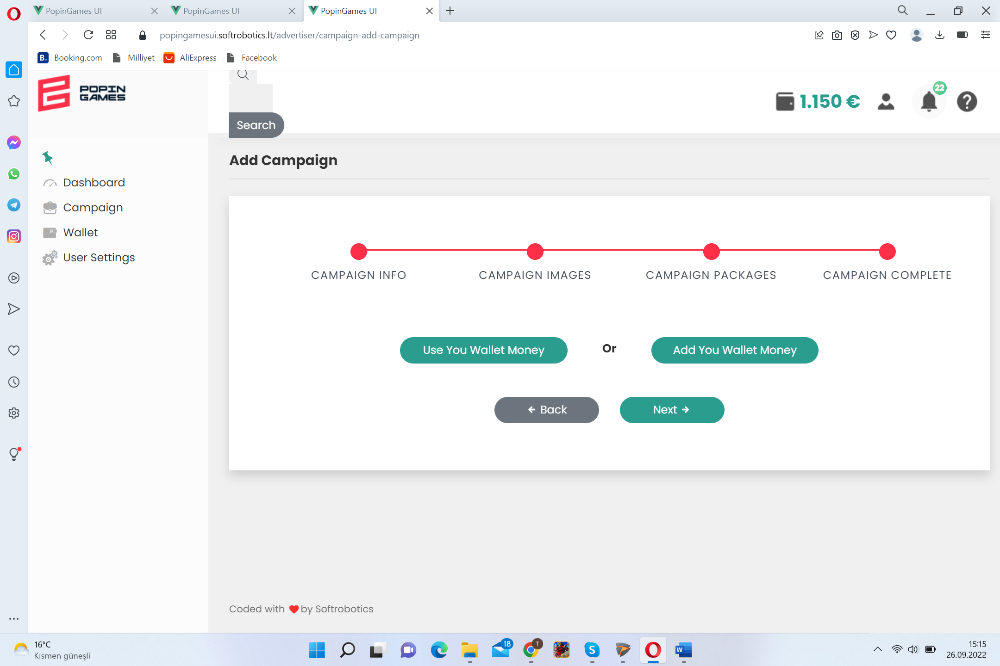 PopinGames UI
PopinGames UI
PopinGames UI
popingamesui.softrobotics.lt/advertiser/campaign-add-campaign
B. Booking.com Milliyet AliExpress Facebook
POPIN
GAMES
1.150 €
22
Search
Add Campaign
Dashboard
Campaign
Wallet
User Settings
CAMPAIGN INFO
CAMPAIGN IMAGES
CAMPAIGN PACKAGES
CAMPAIGN COMPLETE
Use You Wallet Money
Or
Add You Wallet Money
Back
Next
Coded with by Softrobotics
16°C
Kısmen güneşli
18
T
S
W
15:15
26.09.2022